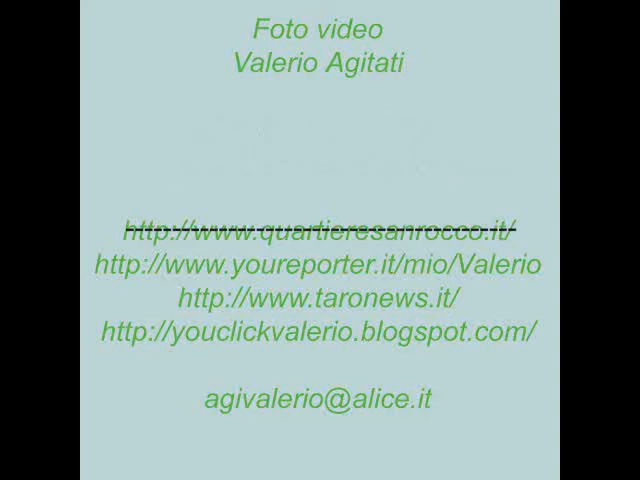 Foto video
Valerio Agitati
http://www.quartieresanrocco.it/
http://www.youreporter.it/mio/Valerio
http://www.taronews.it/
http://youclickvalerio.blogspot.com/
agivalerio@alice.it